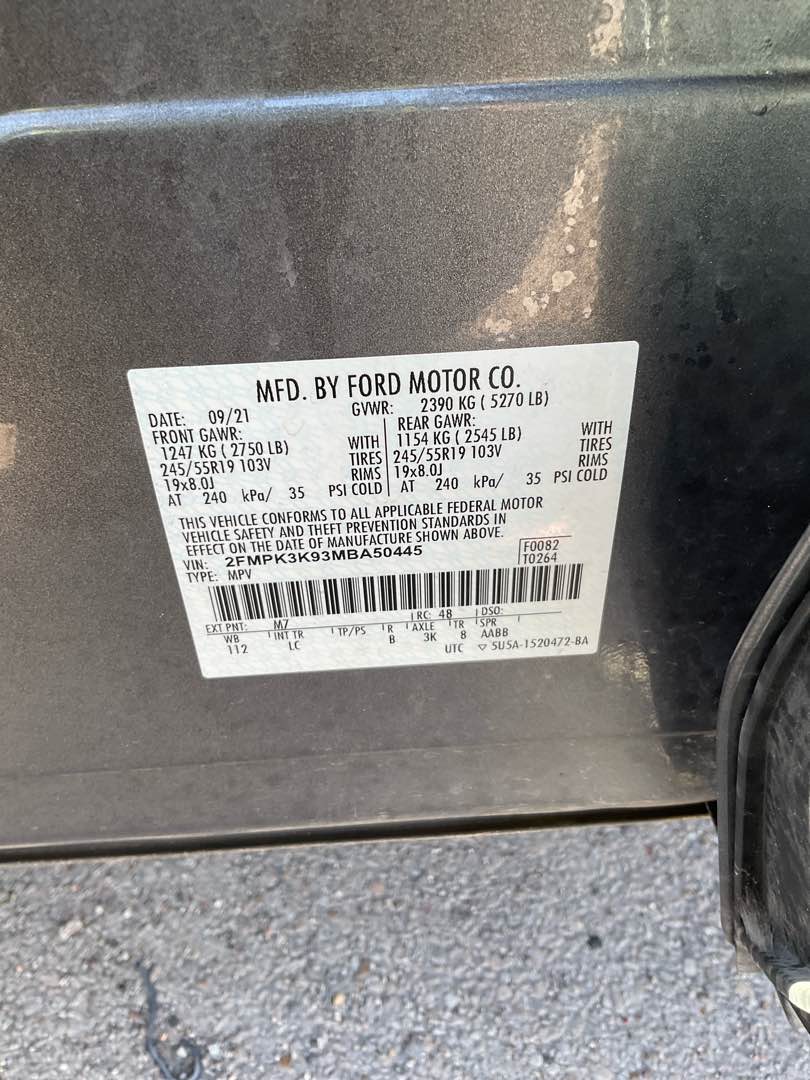 MFD. BY FORD MOTOR CO.
DATE: 09/21 GVWR: 2390 KG ( 5270 LB)
FRONT GAWR: REAR GAWR:
1247 KG ( 2750 LB) WITH 1154 KG ( 2545 LB) WITH
245/55R19 103V TIRES 245/55R19 103V TIRES
19x8.0J RIMS 19x8.0J RIMS
AT 240 kPa/ 35 PSI COLD AT 240 kPa/ 35 PSI COLD
THIS VEHICLE CONFORMS TO ALL APPLICABLE FEDERAL MOTOR
VEHICLE SAFETY AND THEFT PREVENTION STANDARDS IN
EFFECT ON THE DATE OF MANUFACTURE SHOWN ABOVE.
VIN: 2FMPK3K93MBA50445 F0082
TYPE: MPV T0264
EXT PNT: M7 RC: 48 DSO:
WB INT TR TP/PS R AXLE TR SPR
112 LC B 3K 8 AABB
UTC ▽ 5U5A-1520472-BA